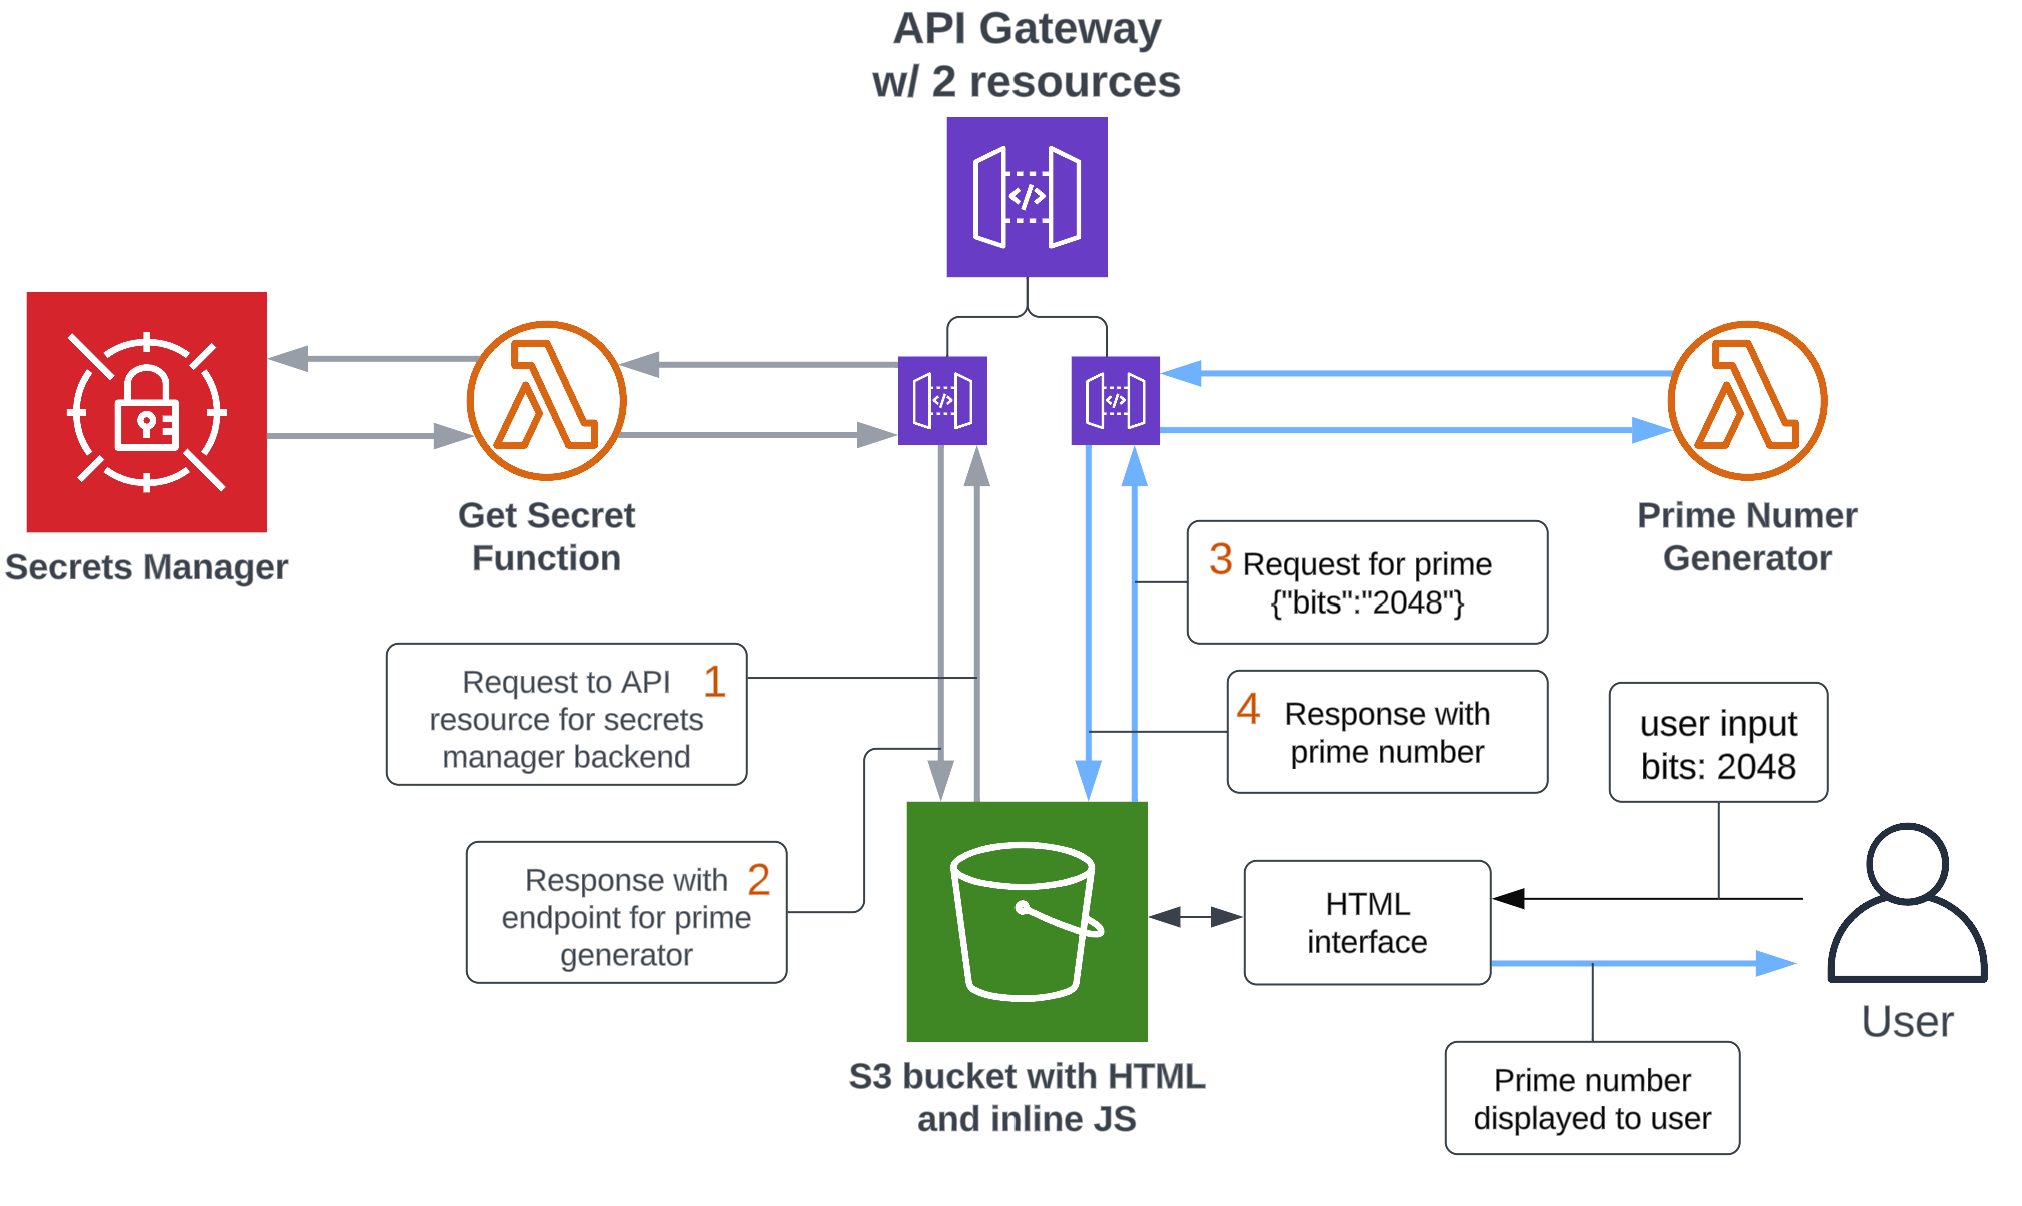 API Gateway
w/ 2 resources
</>
</>
</>
Secrets Manager
Get Secret
Function
Prime Numer
Generator
3 Request for prime
{"bits":"2048"}
Request to API 1
resource for secrets
manager backend
4 Response with
prime number
user input
bits: 2048
Response with 2
endpoint for prime
generator
HTML
interface
User
S3 bucket with HTML
and inline JS
Prime number
displayed to user